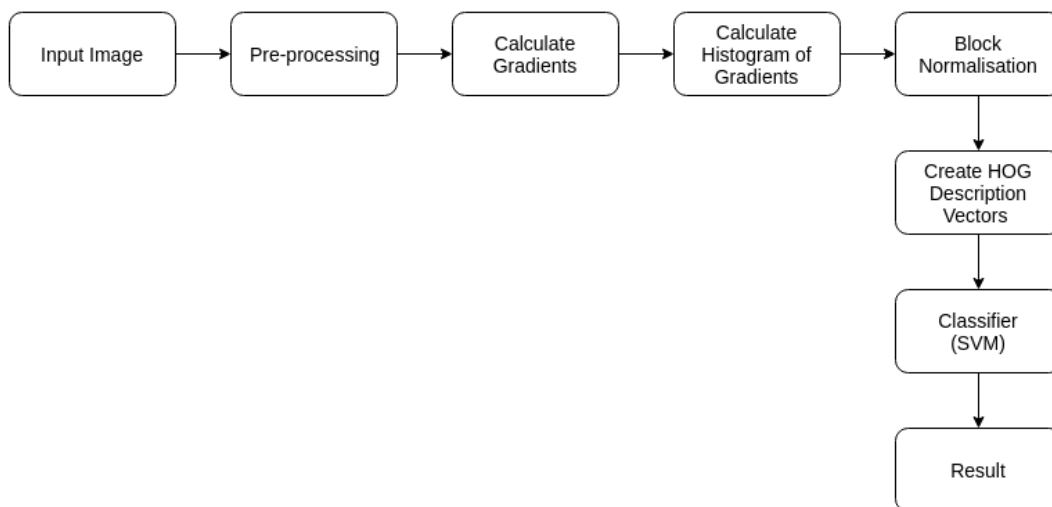 Input Image
Pre-processing
Calculate
Gradients
Calculate
Histogram of
Gradients
Block
Normalisation
Create HOG
Description
Vectors
Classifier
(SVM)
Result